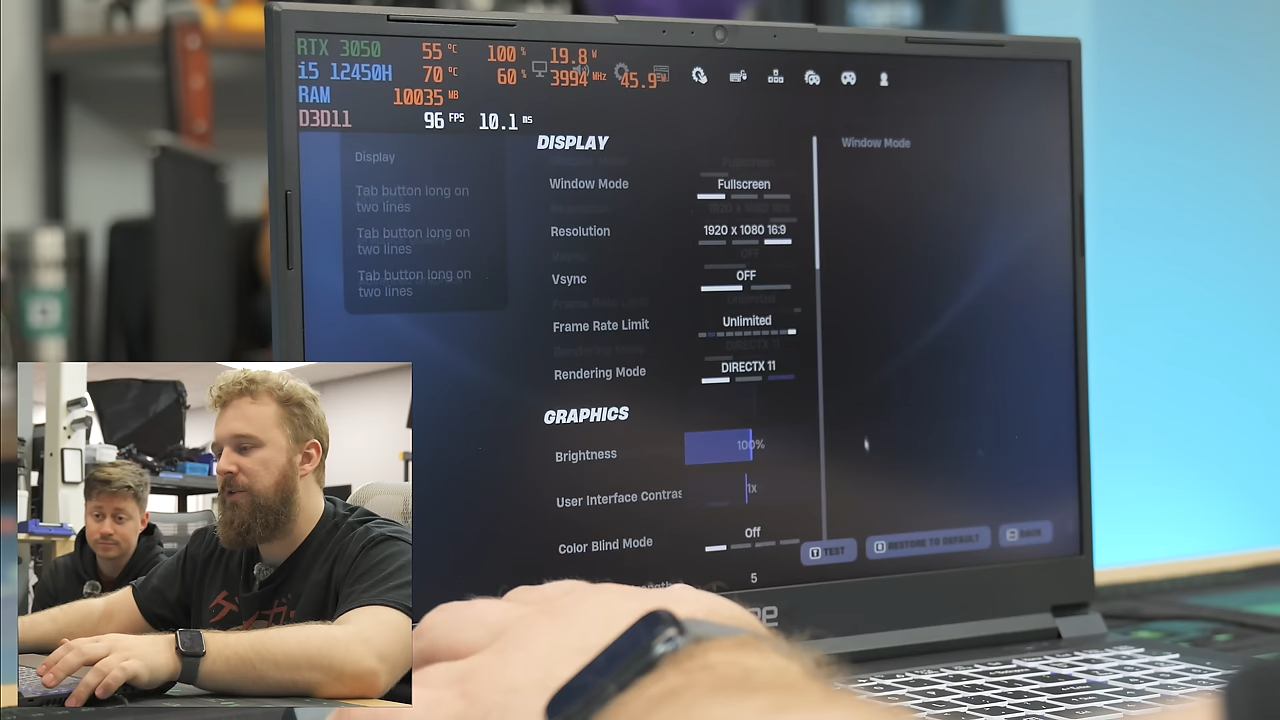 RTX 3050 55 °C 100 % 19.8 W
i5 12450H 70 °C 60 % 3994 MHz 45.9 W
RAM 10035 MB
D3D11 96 FPS 10.1 ms
Display
Tab button long on
two lines
Tab button long on
two lines
Tab button long on
two lines
DISPLAY
Window Mode Fullscreen
Resolution 1920 x 1080 16:9
Vsync OFF
Frame Rate Limit Unlimited
Rendering Mode DIRECTX 11
GRAPHICS
Brightness 100%
User Interface Contras 1x
Color Blind Mode Off
5
Window Mode
TEST
RESTORE TO DEFAULT
BACK